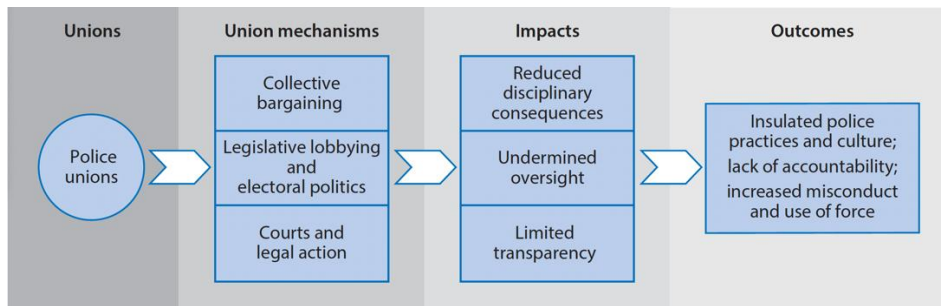 Unions
Union mechanisms
Impacts
Outcomes
Police
unions
Collective
bargaining
Legislative lobbying
and
electoral politics
Courts and
legal action
Reduced
disciplinary
consequences
Undermined
oversight
Limited
transparency
Insulated police
practices and culture;
lack of accountability;
increased misconduct
and use of force